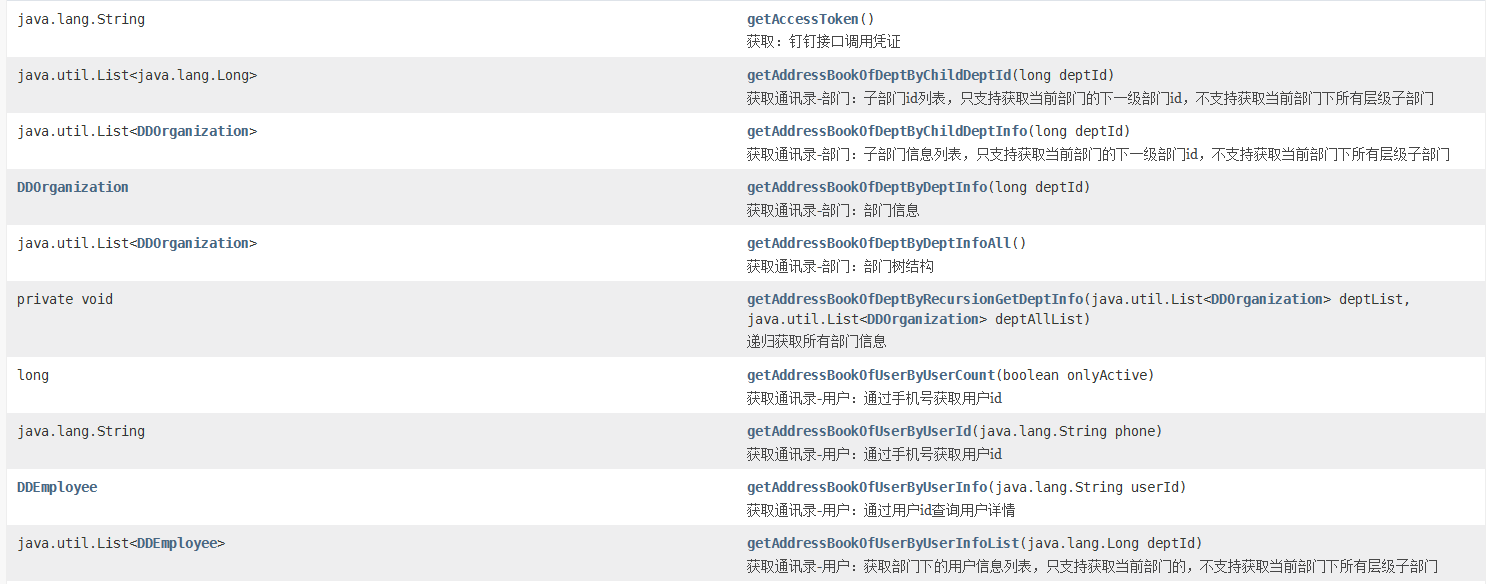 java.lang.String getAccessToken()
获取：钉钉接口调用凭证
java.util.List<java.lang.Long> getAddressBookOfDeptByChildDeptId(long deptId)
获取通讯录-部门：子部门id列表，只支持获取当前部门的下一级部门id，不支持获取当前部门下所有层级子部门
java.util.List<DDOrganization> getAddressBookOfDeptByChildDeptInfo(long deptId)
获取通讯录-部门：子部门信息列表，只支持获取当前部门的下一级部门id，不支持获取当前部门下所有层级子部门
DDOrganization getAddressBookOfDeptByDeptInfo(long deptId)
获取通讯录-部门：部门信息
java.util.List<DDOrganization> getAddressBookOfDeptByDeptInfoAll()
获取通讯录-部门：部门树结构
private void getAddressBookOfDeptByRecursionGetDeptInfo(java.util.List<DDOrganization> deptList,
java.util.List<DDOrganization> deptAllList)
递归获取所有部门信息
long getAddressBookOfUserByUserCount(boolean onlyActive)
获取通讯录-用户：通过手机号获取用户id
java.lang.String getAddressBookOfUserByUserId(java.lang.String phone)
获取通讯录-用户：通过手机号获取用户id
DDEmployee getAddressBookOfUserByUserInfo(java.lang.String userId)
获取通讯录-用户：通过用户id查询用户详情
java.util.List<DDEmployee> getAddressBookOfUserByUserInfoList(java.lang.Long deptId)
获取通讯录-用户：获取部门下的用户信息列表，只支持获取当前部门的，不支持获取当前部门下所有层级子部门